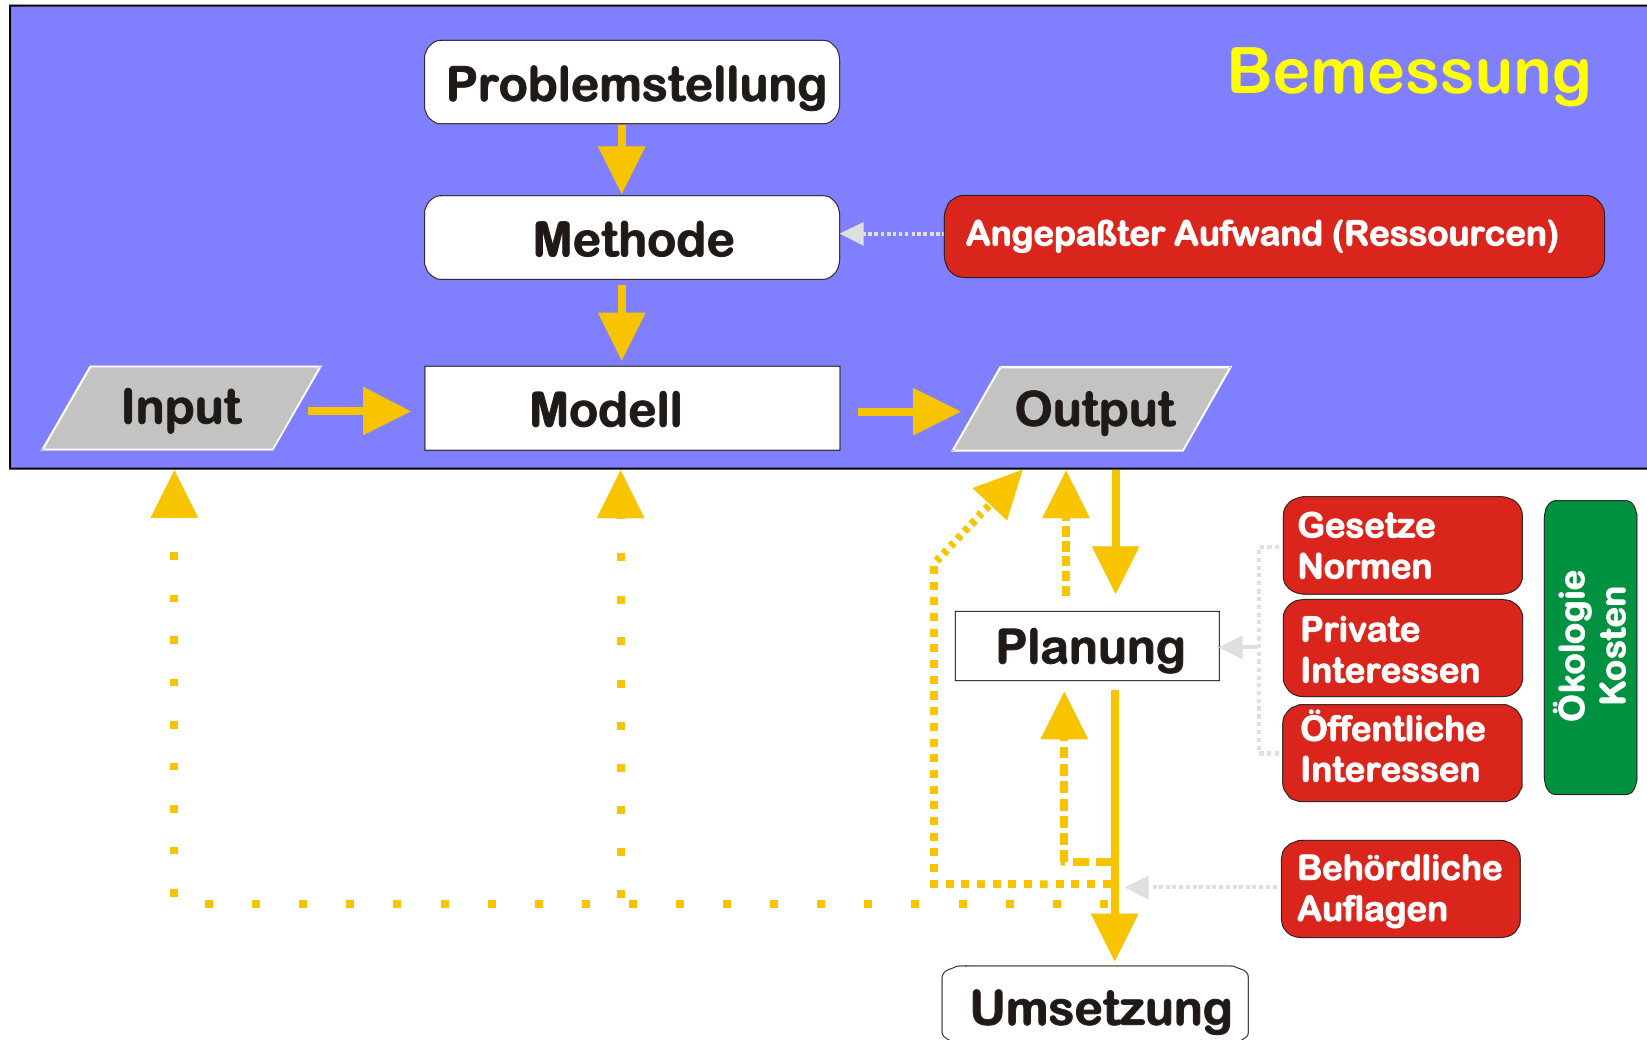 Bemessung
Problemstellung
Methode
Angepaßter Aufwand (Ressourcen)
Input
Modell
Output
Gesetze
Normen
Private
Interessen
Öffentliche
Interessen
Ökologie
Kosten
Planung
Behördliche
Auflagen
Umsetzung